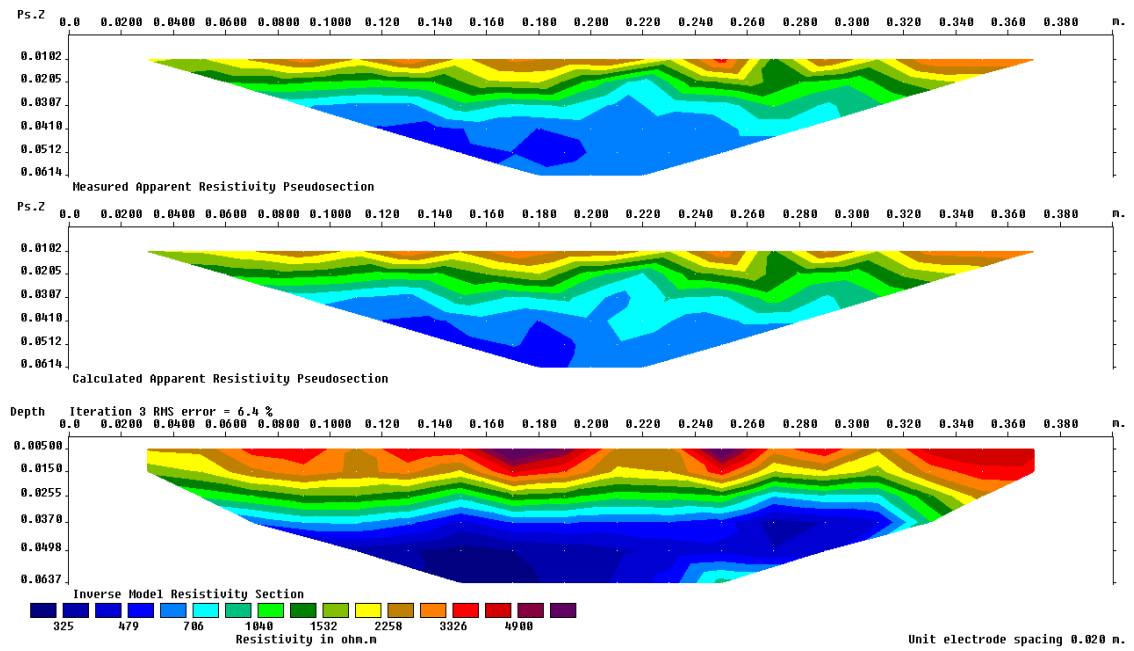 Ps.Z
0.0 0.0200 0.0400 0.0600 0.0800 0.1000 0.120 0.140 0.160 0.180 0.200 0.220 0.240 0.260 0.280 0.300 0.320 0.340 0.360 0.380 m.
0.0102
0.0205
0.0307
0.0410
0.0512
0.0614
Measured Apparent Resistivity Pseudosection
Ps.Z
0.0 0.0200 0.0400 0.0600 0.0800 0.1000 0.120 0.140 0.160 0.180 0.200 0.220 0.240 0.260 0.280 0.300 0.320 0.340 0.360 0.380 m.
0.0102
0.0205
0.0307
0.0410
0.0512
0.0614
Calculated Apparent Resistivity Pseudosection
Depth Iteration 3 RMS error = 6.4 %
0.0 0.0200 0.0400 0.0600 0.0800 0.1000 0.120 0.140 0.160 0.180 0.200 0.220 0.240 0.260 0.280 0.300 0.320 0.340 0.360 0.380 m.
0.00500
0.0150
0.0255
0.0370
0.0498
0.0637
Inverse Model Resistivity Section
325 479 706 1040 1532 2258 3326 4900
Resistivity in ohm.m Unit electrode spacing 0.020 m.